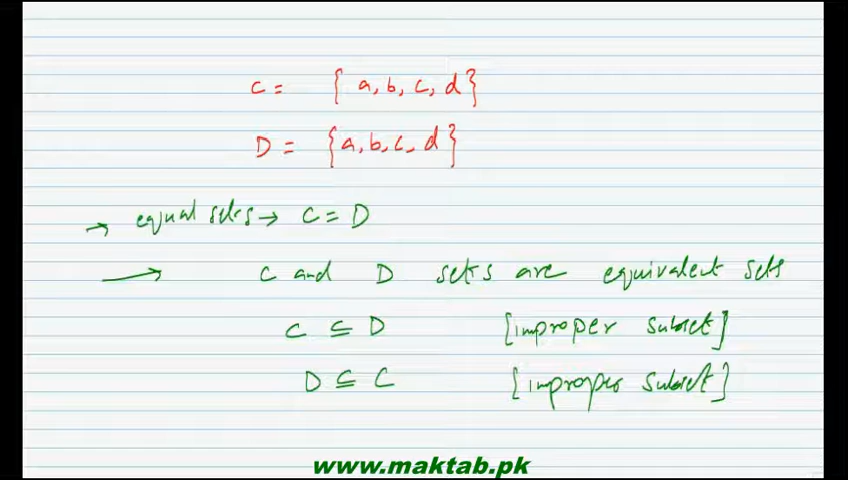 C = { a, b, c, d }
D = { a, b, c, d }
→ equal sets → C = D
→ C and D sets are equivalent sets
C ⊆ D [improper subset]
D ⊆ C [improper subset]
www.maktab.pk